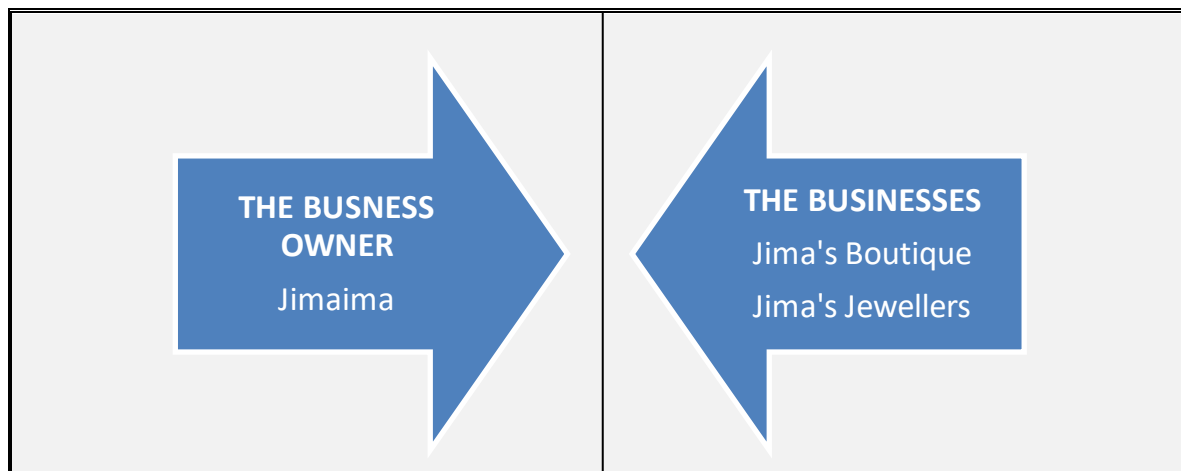 THE BUSNESS
OWNER
Jimaima
THE BUSINESSES
Jima's Boutique
Jima's Jewellers